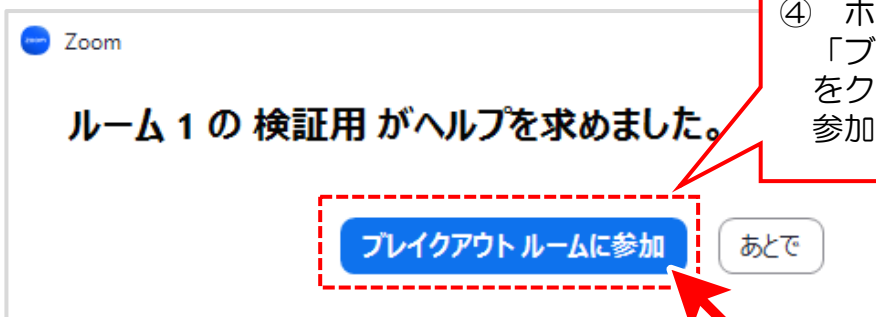 zoom
Zoom
④ ホ
「ブ
をク
参加
ルーム 1 の 検証用 がヘルプを求めました。
ブレイクアウト ルームに参加
あとで